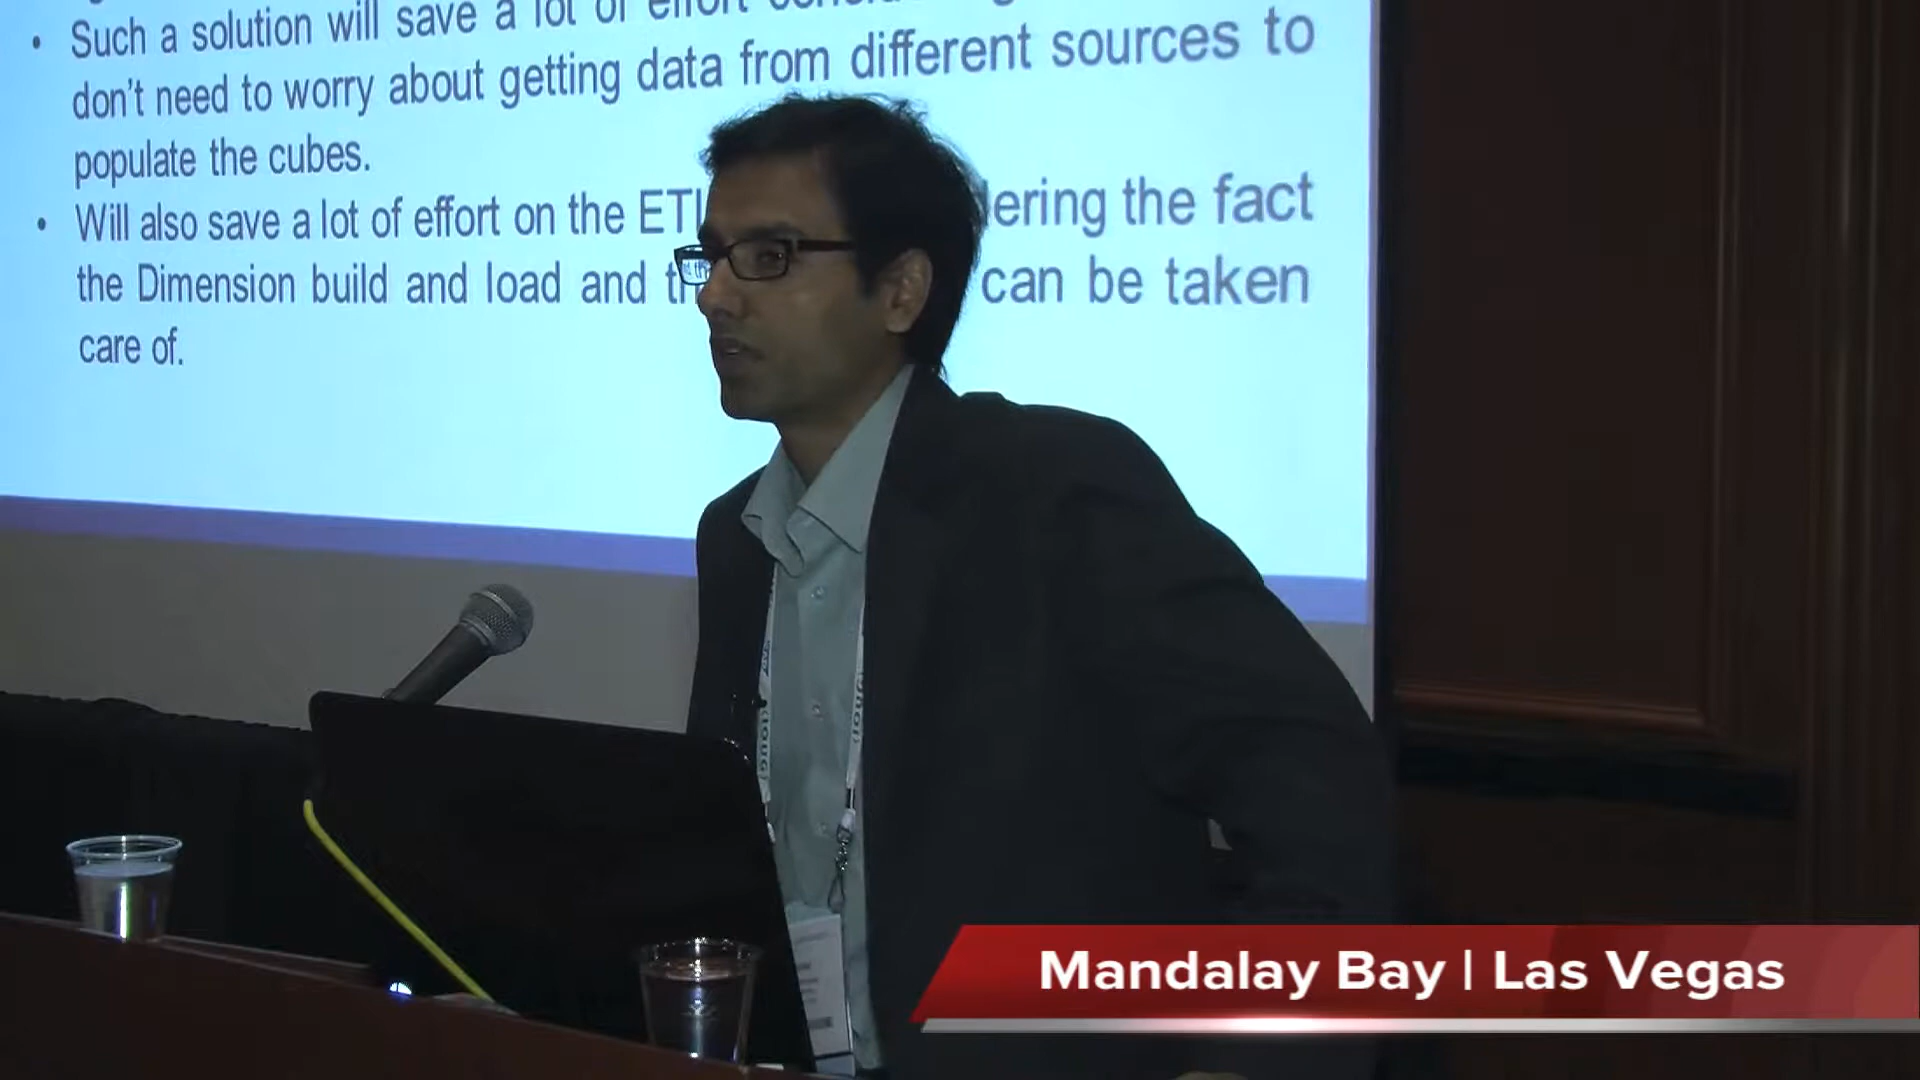 Such a solution will save a lot of effort
don't need to worry about getting data from different sources to
populate the cubes.
Will also save a lot of effort on the ETL ering the fact
the Dimension build and load and can be taken
care of.
IOUG
Mandalay Bay | Las Vegas